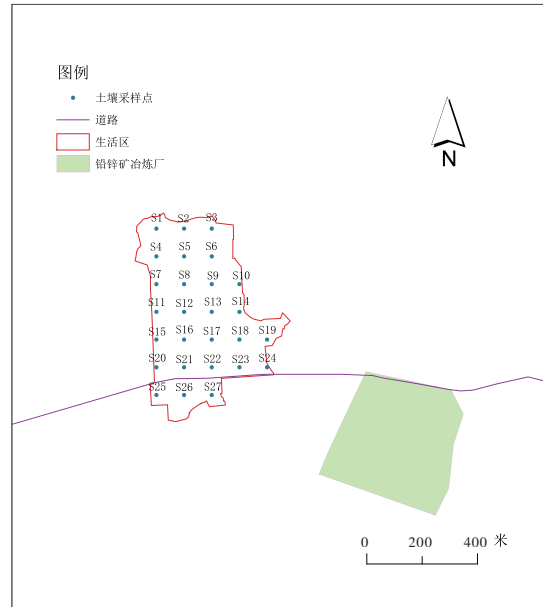 图例
土壤采样点
道路
生活区
铅锌矿冶炼厂
N
S1 S2 S3
S4 S5 S6
S7 S8 S9 S10
S11 S12 S13 S14
S15 S16 S17 S18 S19
S20 S21 S22 S23 S24
S25 S26 S27
0 200 400 米